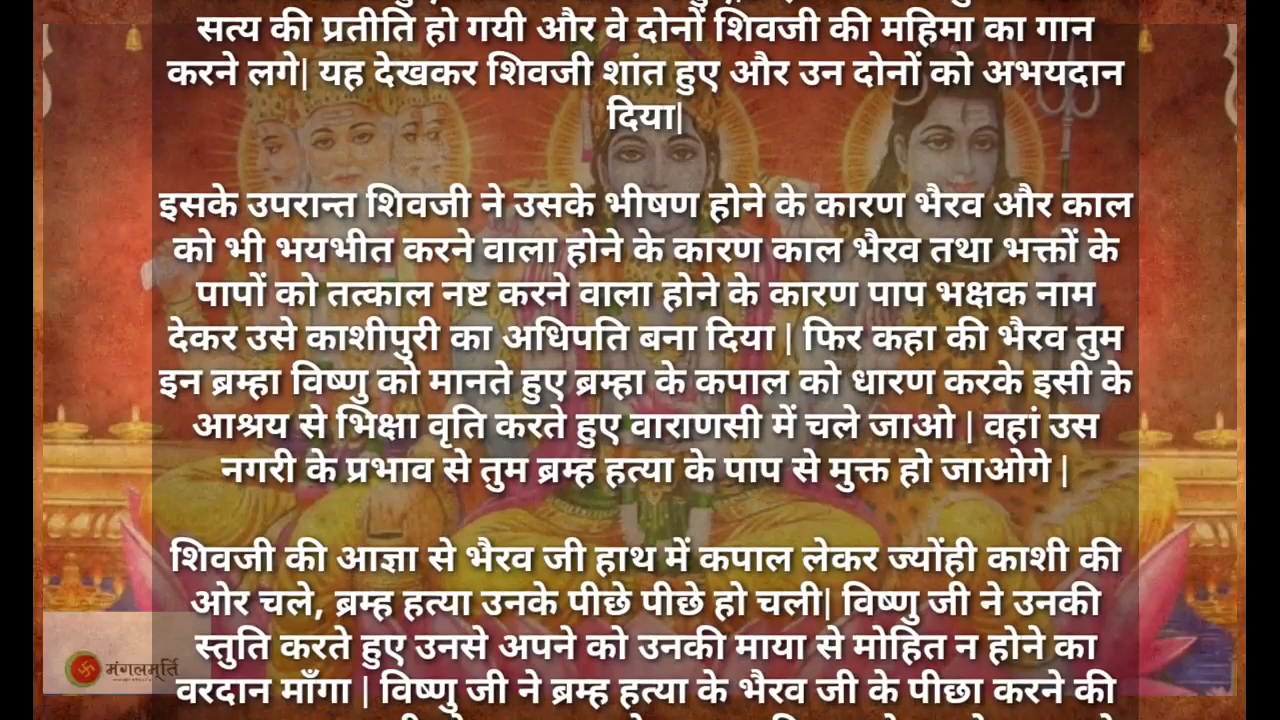 सत्य की प्रतीति हो गयी और वे दोनों शिवजी की महिमा का गान
करने लगे| यह देखकर शिवजी शांत हुए और उन दोनों को अभयदान
दिया|
इसके उपरान्त शिवजी ने उसके भीषण होने के कारण भैरव और काल
को भी भयभीत करने वाला होने के कारण काल भैरव तथा भक्तों के
पापों को तत्काल नष्ट करने वाला होने के कारण पाप भक्षक नाम
देकर उसे काशीपुरी का अधिपति बना दिया | फिर कहा की भैरव तुम
इन ब्रम्हा विष्णु को मानते हुए ब्रम्हा के कपाल को धारण करके इसी के
आश्रय से भिक्षा वृति करते हुए वाराणसी में चले जाओ | वहां उस
नगरी के प्रभाव से तुम ब्रम्ह हत्या के पाप से मुक्त हो जाओगे |
शिवजी की आज्ञा से भैरव जी हाथ में कपाल लेकर ज्योंही काशी की
ओर चले, ब्रम्ह हत्या उनके पीछे पीछे हो चली| विष्णु जी ने उनकी
स्तुति करते हुए उनसे अपने को उनकी माया से मोहित न होने का
वरदान माँगा | विष्णु जी ने ब्रम्ह हत्या के भैरव जी के पीछा करने की
मंगलमूर्ति